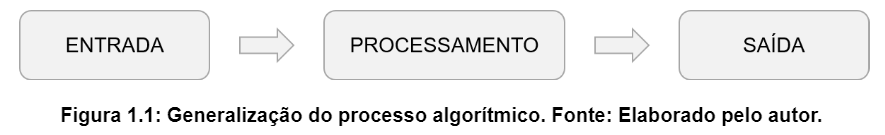 ENTRADA
PROCESSAMENTO
SAÍDA
Figura 1.1: Generalização do processo algorítmico. Fonte: Elaborado pelo autor.